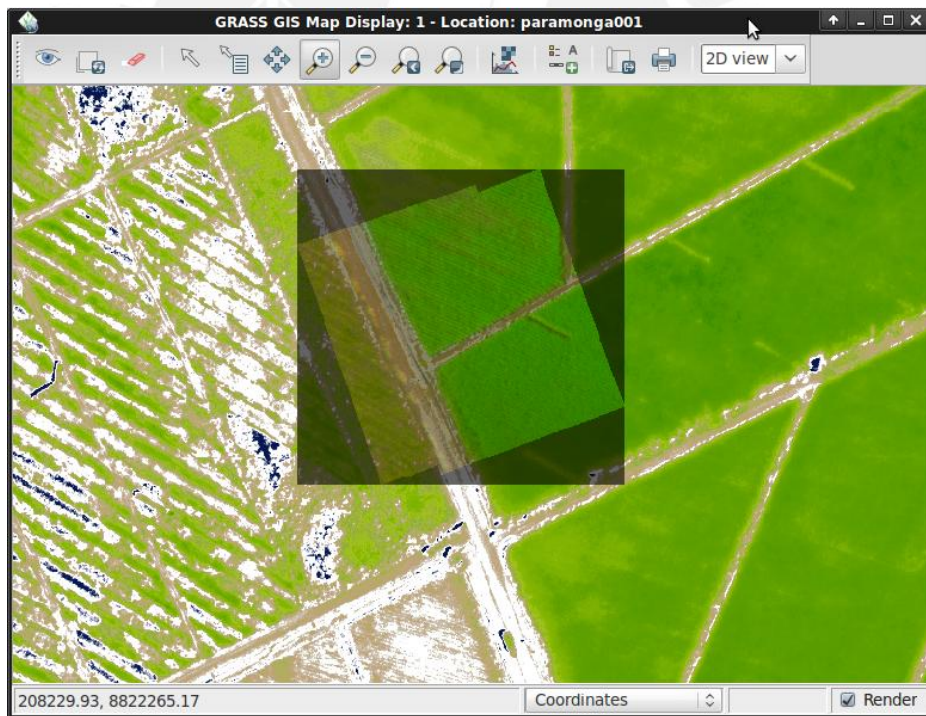 GRASS GIS Map Display: 1 - Location: paramonga001
2D view
208229.93, 8822265.17
Coordinates
Render